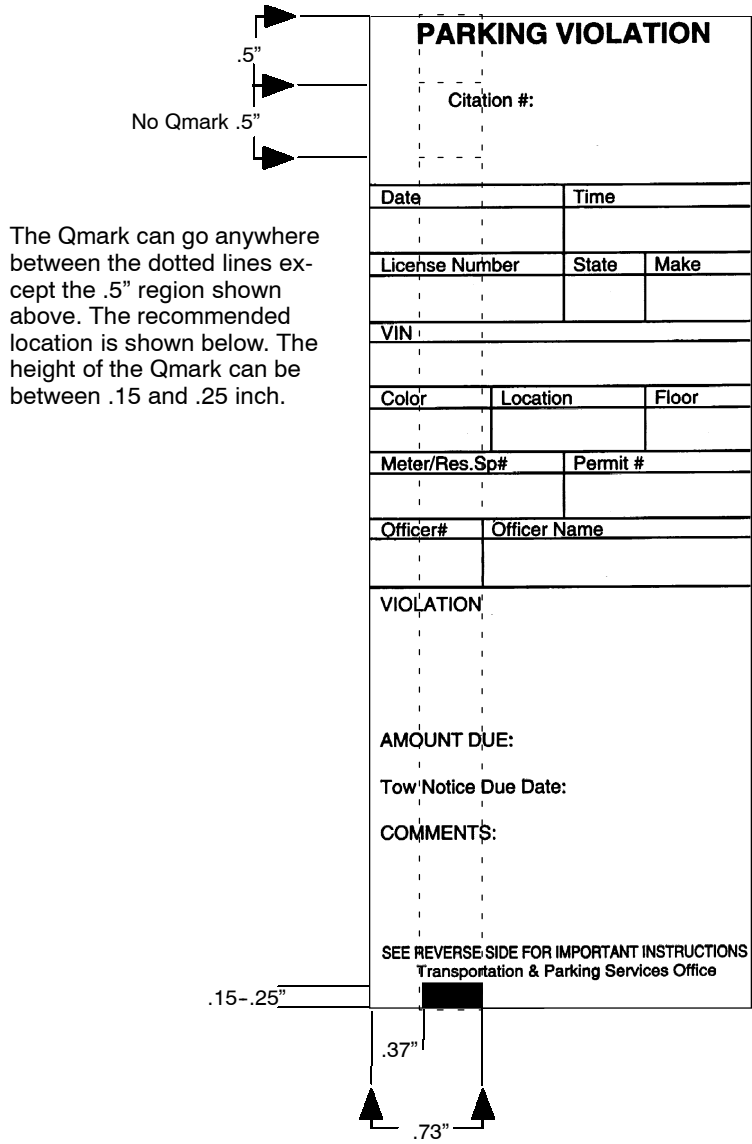 PARKING VIOLATION
.5”
Citation #:
No Qmark .5”
Date Time
The Qmark can go anywhere
between the dotted lines ex-
cept the .5” region shown
above. The recommended
location is shown below. The
height of the Qmark can be
between .15 and .25 inch.
License Number State Make
VIN
Color Location Floor
Meter/Res.Sp# Permit #
Officer# Officer Name
VIOLATION
AMOUNT DUE:
Tow Notice Due Date:
COMMENTS:
SEE REVERSE SIDE FOR IMPORTANT INSTRUCTIONS
Transportation & Parking Services Office
.15-.25”
.37”
.73”